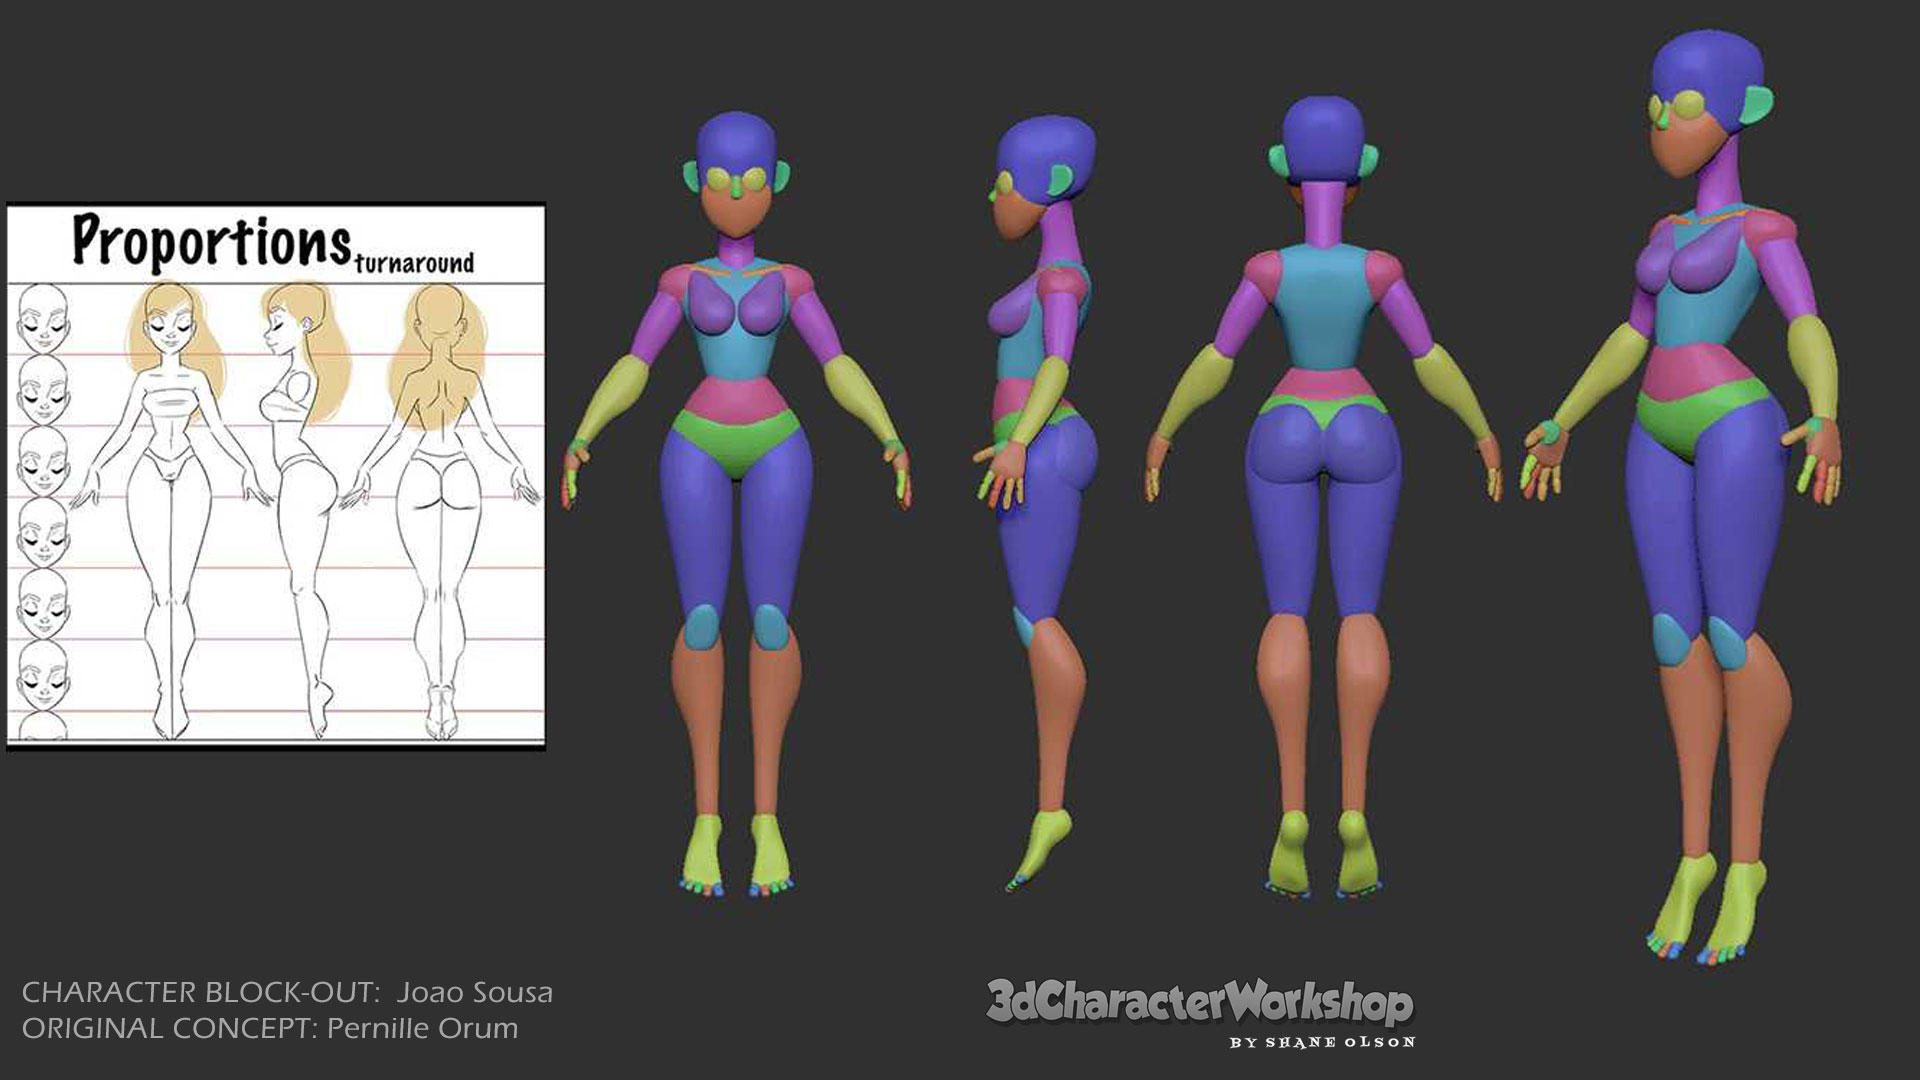 Proportions
turnaround
CHARACTER BLOCK-OUT: Joao Sousa
ORIGINAL CONCEPT: Pernille Orum
3dCharacterWorkshop
BY SHANE OLSON